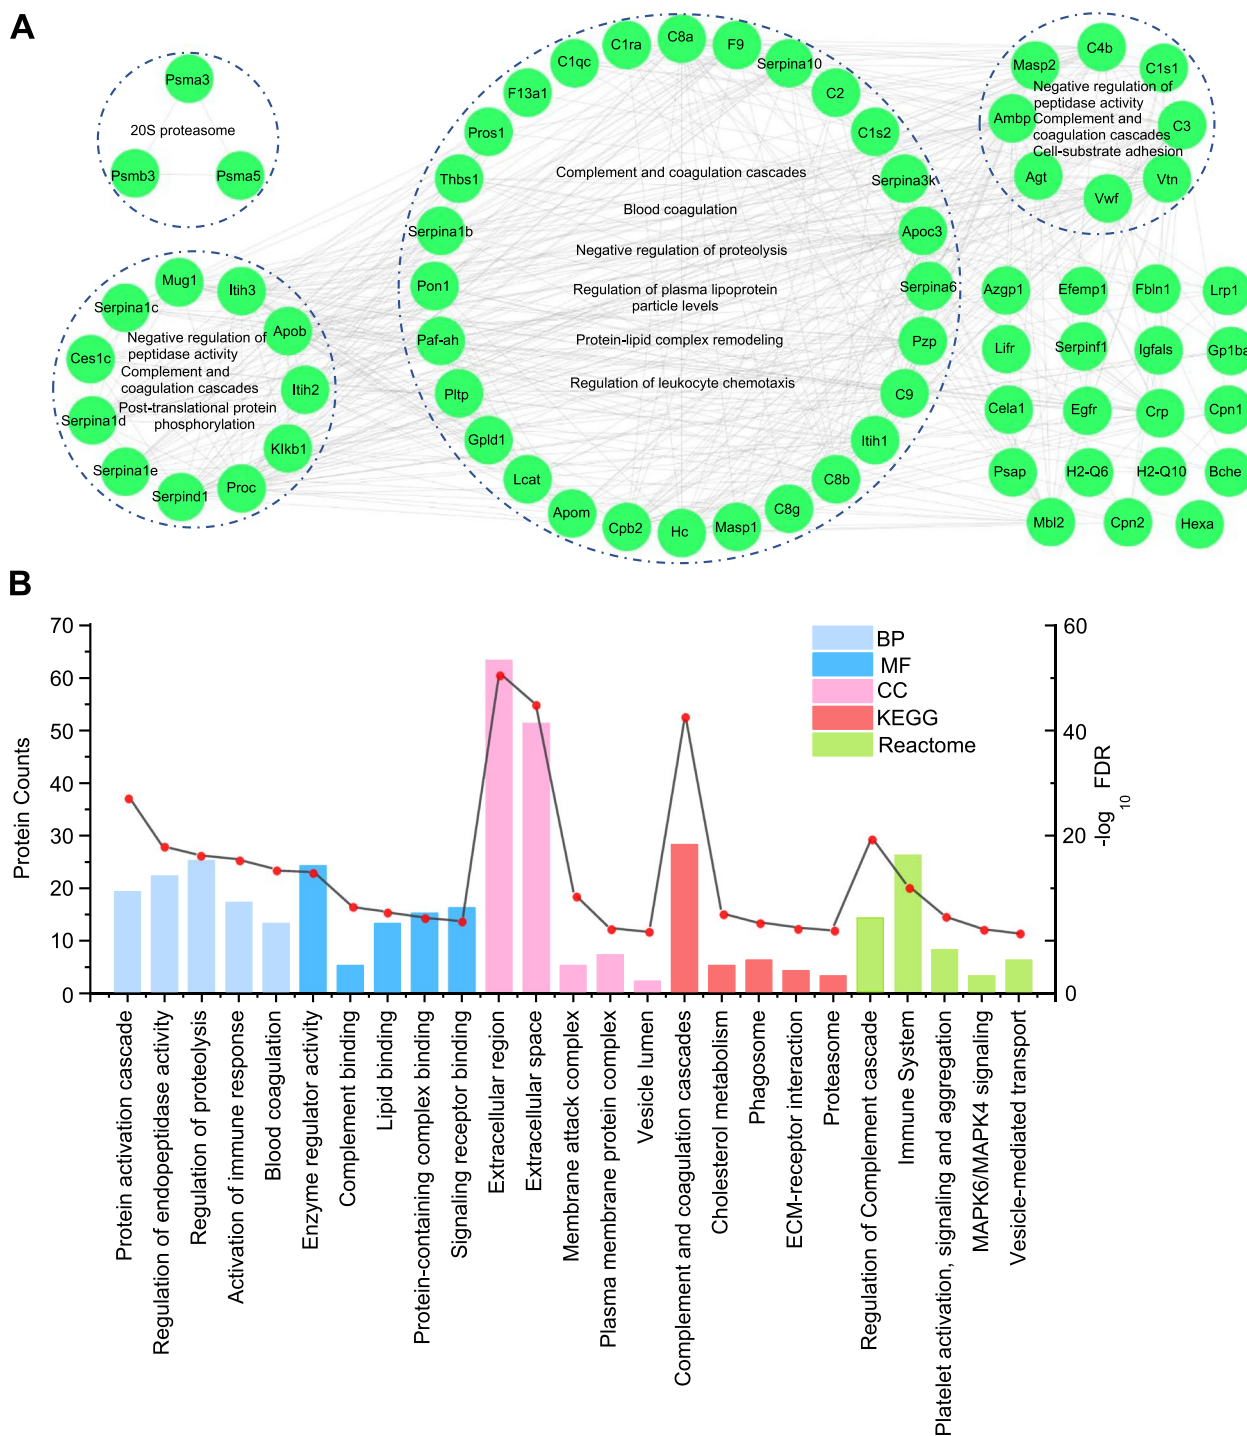 A
Psma3
20S proteasome
Psmb3
Psma5
Mug1
Itih3
Serpina1c
Apob
Ces1c
Negative regulation of
peptidase activity
Complement and
coagulation cascades
Post-translational protein
phosphorylation
Itih2
Serpina1d
Klkb1
Serpina1e
Serpind1
Proc
C8a
F9
C1ra
Serpina10
C1qc
C2
F13a1
C1s2
Pros1
Serpina3k
Thbs1
Apoc3
Serpina1b
Serpina6
Pon1
Pzp
Paf-ah
C9
Pltp
Itih1
Gpld1
C8b
Lcat
C8g
Apom
Masp1
Cpb2
Hc
Complement and coagulation cascades
Blood coagulation
Negative regulation of proteolysis
Regulation of plasma lipoprotein
particle levels
Protein-lipid complex remodeling
Regulation of leukocyte chemotaxis
C4b
Masp2
C1s1
Negative regulation of
peptidase activity
Ambp
Complement and
C3
coagulation cascades
Cell-substrate adhesion
Agt
Vtn
Vwf
Azgp1
Efemp1
Fbln1
Lrp1
Lifr
Serpinf1
Igfals
Gp1ba
Cela1
Egfr
Crp
Cpn1
Psap
H2-Q6
H2-Q10
Bche
Mbl2
Cpn2
Hexa
B
70
60
50
40
30
20
10
0
Protein Counts
BP
MF
CC
KEGG
Reactome
60
40
20
0
-log10 FDR
Protein activation cascade
Regulation of endopeptidase activity
Regulation of proteolysis
Activation of immune response
Blood coagulation
Enzyme regulator activity
Complement binding
Lipid binding
Protein-containing complex binding
Signaling receptor binding
Extracellular region
Extracellular space
Membrane attack complex
Plasma membrane protein complex
Vesicle lumen
Complement and coagulation cascades
Cholesterol metabolism
Phagosome
ECM-receptor interaction
Proteasome
Regulation of Complement cascade
Immune System
Platelet activation, signaling and aggregation
MAPK6/MAPK4 signaling
Vesicle-mediated transport